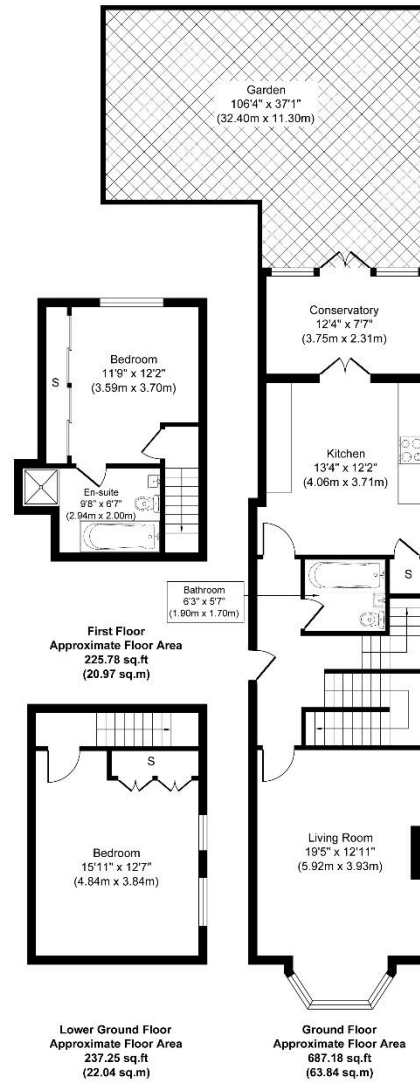 Garden
106'4" x 37'1"
(32.40m x 11.30m)
Conservatory
12'4" x 7'7"
(3.75m x 2.31m)
Bedroom
11'9" x 12'2"
(3.59m x 3.70m)
S
Kitchen
13'4" x 12'2"
(4.06m x 3.71m)
En-suite
9'8" x 6'7"
(2.94m x 2.00m)
S
Bathroom
6'3" x 5'7"
(1.90m x 1.70m)
First Floor
Approximate Floor Area
225.78 sq.ft
(20.97 sq.m)
S
Bedroom
15'11" x 12'7"
(4.84m x 3.84m)
Living Room
19'5" x 12'11"
(5.92m x 3.93m)
Lower Ground Floor
Approximate Floor Area
237.25 sq.ft
(22.04 sq.m)
Ground Floor
Approximate Floor Area
687.18 sq.ft
(63.84 sq.m)